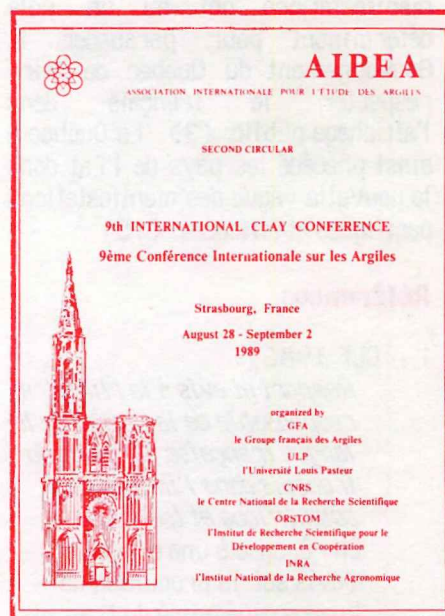 AIPEA
ASSOCIATION INTERNATIONALE POUR L'ÉTUDE DES ARGILES
SECOND CIRCULAR
9th INTERNATIONAL CLAY CONFERENCE
9ème Conférence Internationale sur les Argiles
Strasbourg, France
August 28 - September 2
1989
organized by
GFA
le Groupe français des Argiles
ULP
l'Université Louis Pasteur
CNRS
le Centre National de la Recherche Scientifique
ORSTOM
l'Institut de Recherche Scientifique pour le
Développement en Coopération
INRA
l'Institut National de la Recherche Agronomique